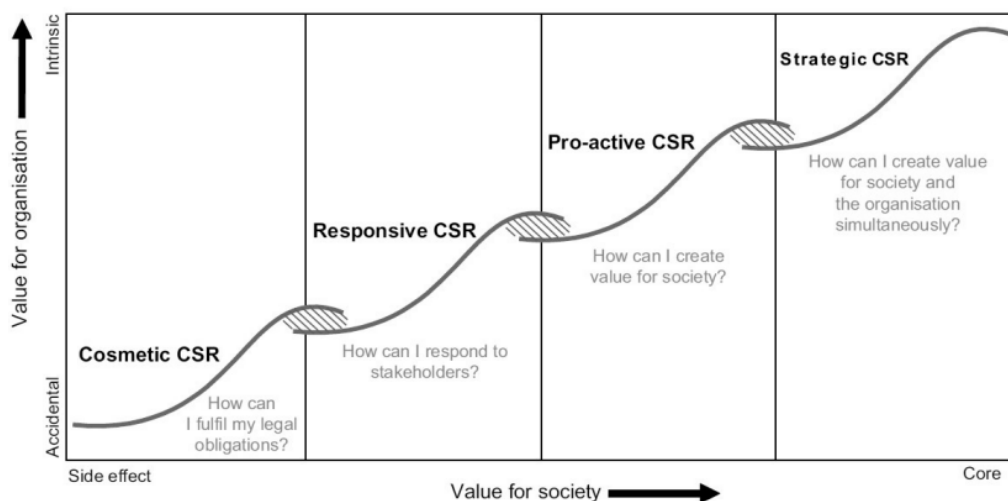 Value for organisation
Intrinsic
Accidental
Strategic CSR
How can I create value
for society and
the organisation
simultaneously?
Pro-active CSR
How can I create
value for society?
Responsive CSR
How can I respond to
stakeholders?
Cosmetic CSR
How can
I fulfil my legal
obligations?
Side effect
Core
Value for society